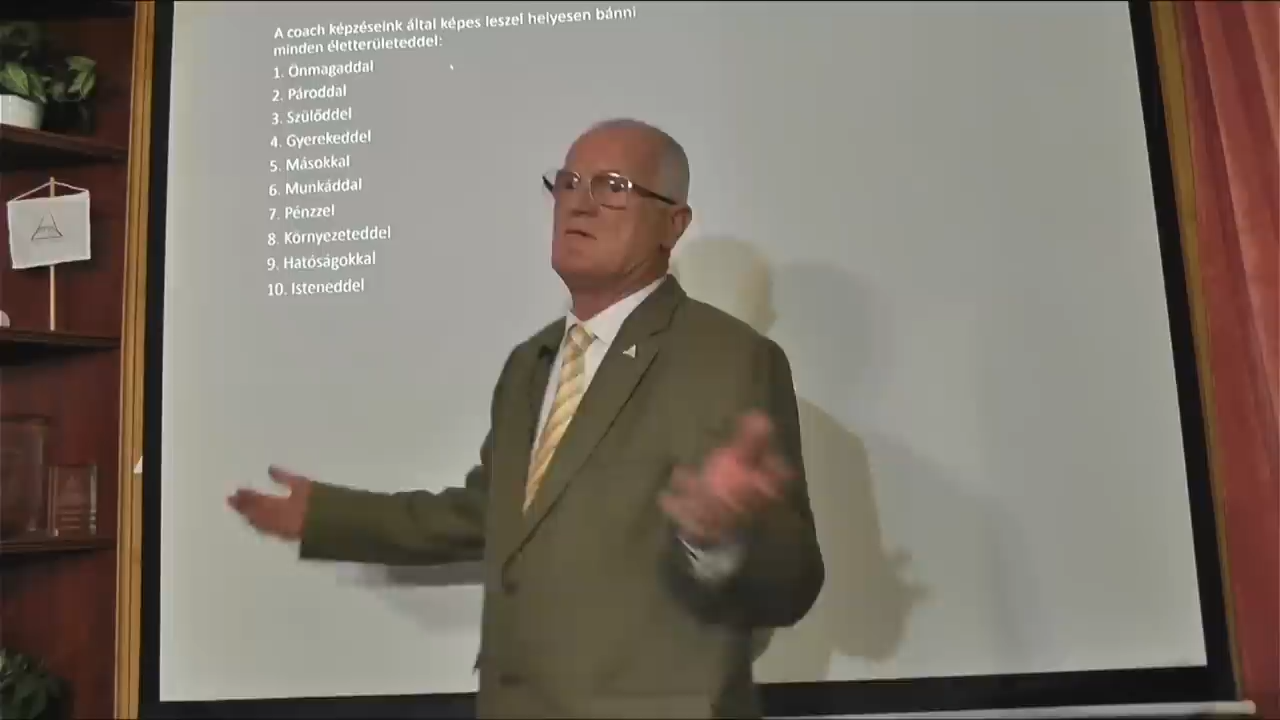 A coach képzéseink által képes leszel helyesen bánni
minden életterületeddel:
1. Önmagaddal
2. Pároddal
3. Szülőddel
4. Gyerekeddel
5. Másokkal
6. Munkáddal
7. Pénzzel
8. Környezeteddel
9. Hatóságokkal
10. Isteneddel